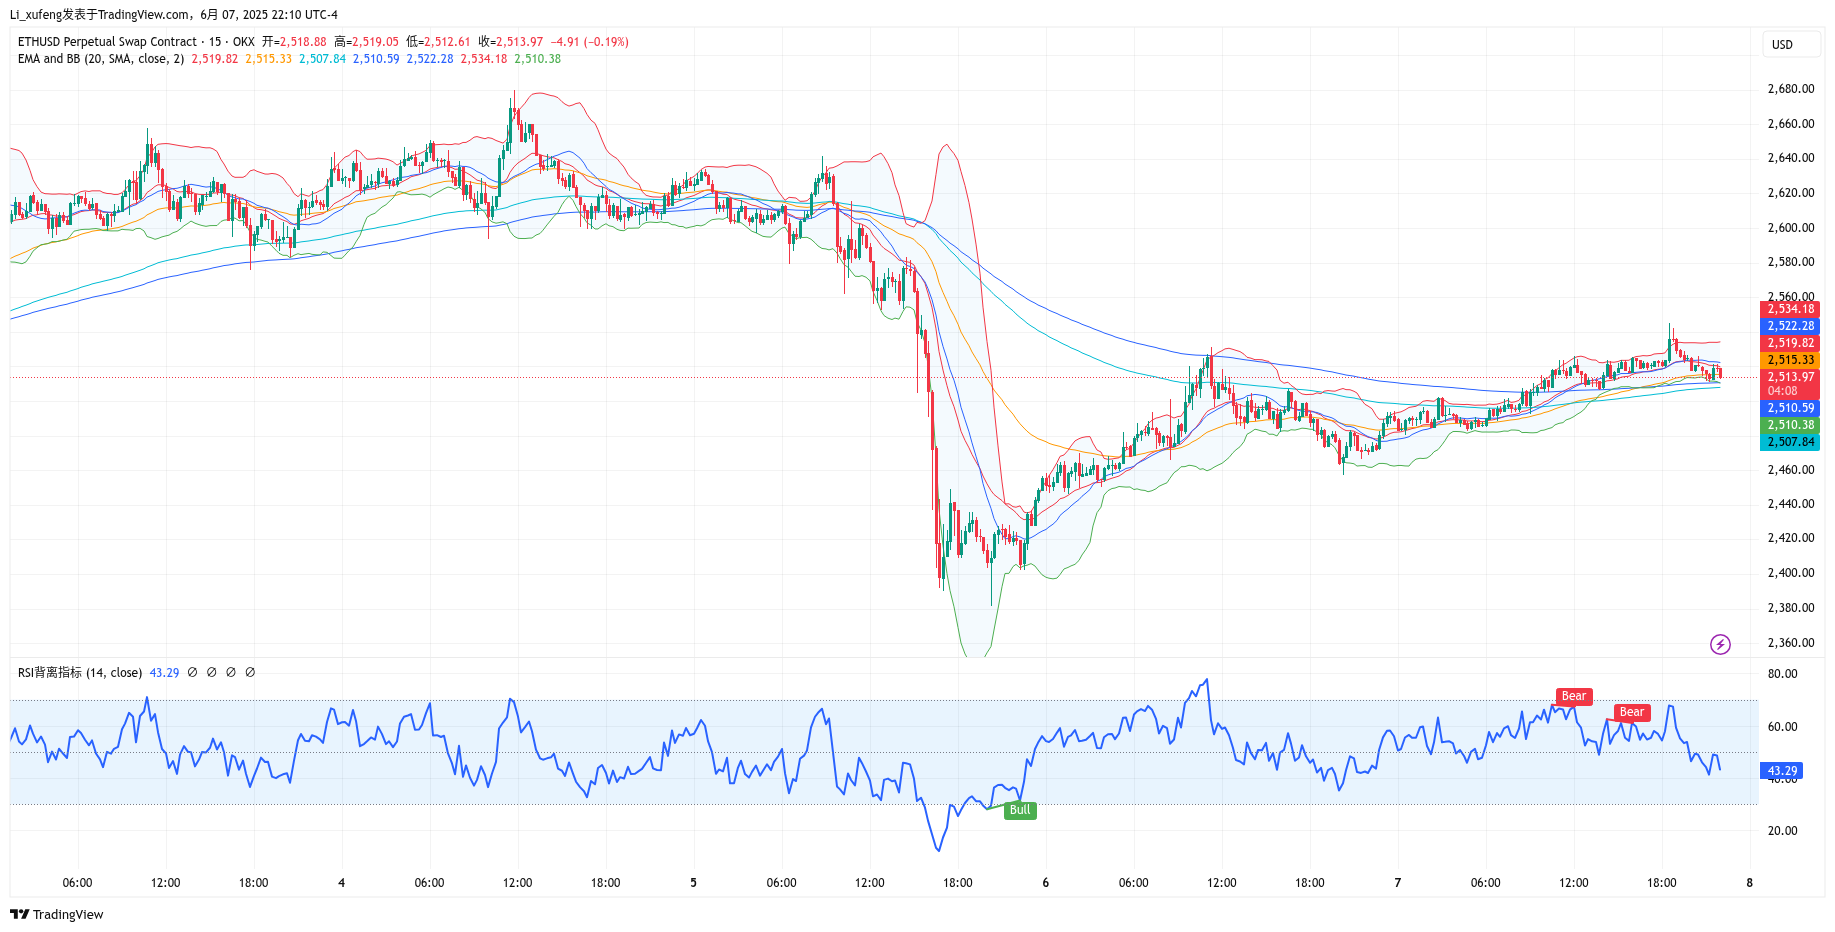 Li_xufeng发表于TradingView.com，6月 07, 2025 22:10 UTC-4
ETHUSD Perpetual Swap Contract · 15 · OKX 开=2,518.88 高=2,519.05 低=2,512.61 收=2,513.97 −4.91 (−0.19%)
EMA and BB (20, SMA, close, 2) 2,519.82 2,515.33 2,507.84 2,510.59 2,522.28 2,534.18 2,510.38
USD
2,680.00
2,660.00
2,640.00
2,620.00
2,600.00
2,580.00
2,560.00
2,534.18
2,522.28
2,519.82
2,515.33
2,513.97
04:08
2,510.59
2,510.38
2,507.84
2,460.00
2,440.00
2,420.00
2,400.00
2,380.00
2,360.00
RSI背离指标 (14, close) 43.29 ∅ ∅ ∅ ∅
80.00
Bear
Bear
60.00
43.29
40.00
Bull
20.00
06:00 12:00 18:00 4 06:00 12:00 18:00 5 06:00 12:00 18:00 6 06:00 12:00 18:00 7 06:00 12:00 18:00 8
TradingView